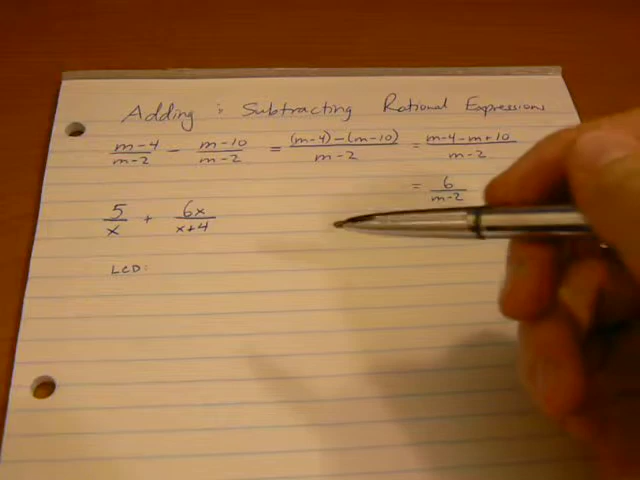 Adding & Subtracting Rational Expressions
(m-4)/(m-2) - (m-10)/(m-2) = ((m-4)-(m-10))/(m-2) = (m-4-m+10)/(m-2)
= 6/(m-2)
5/x + 6x/(x+4)
LCD: